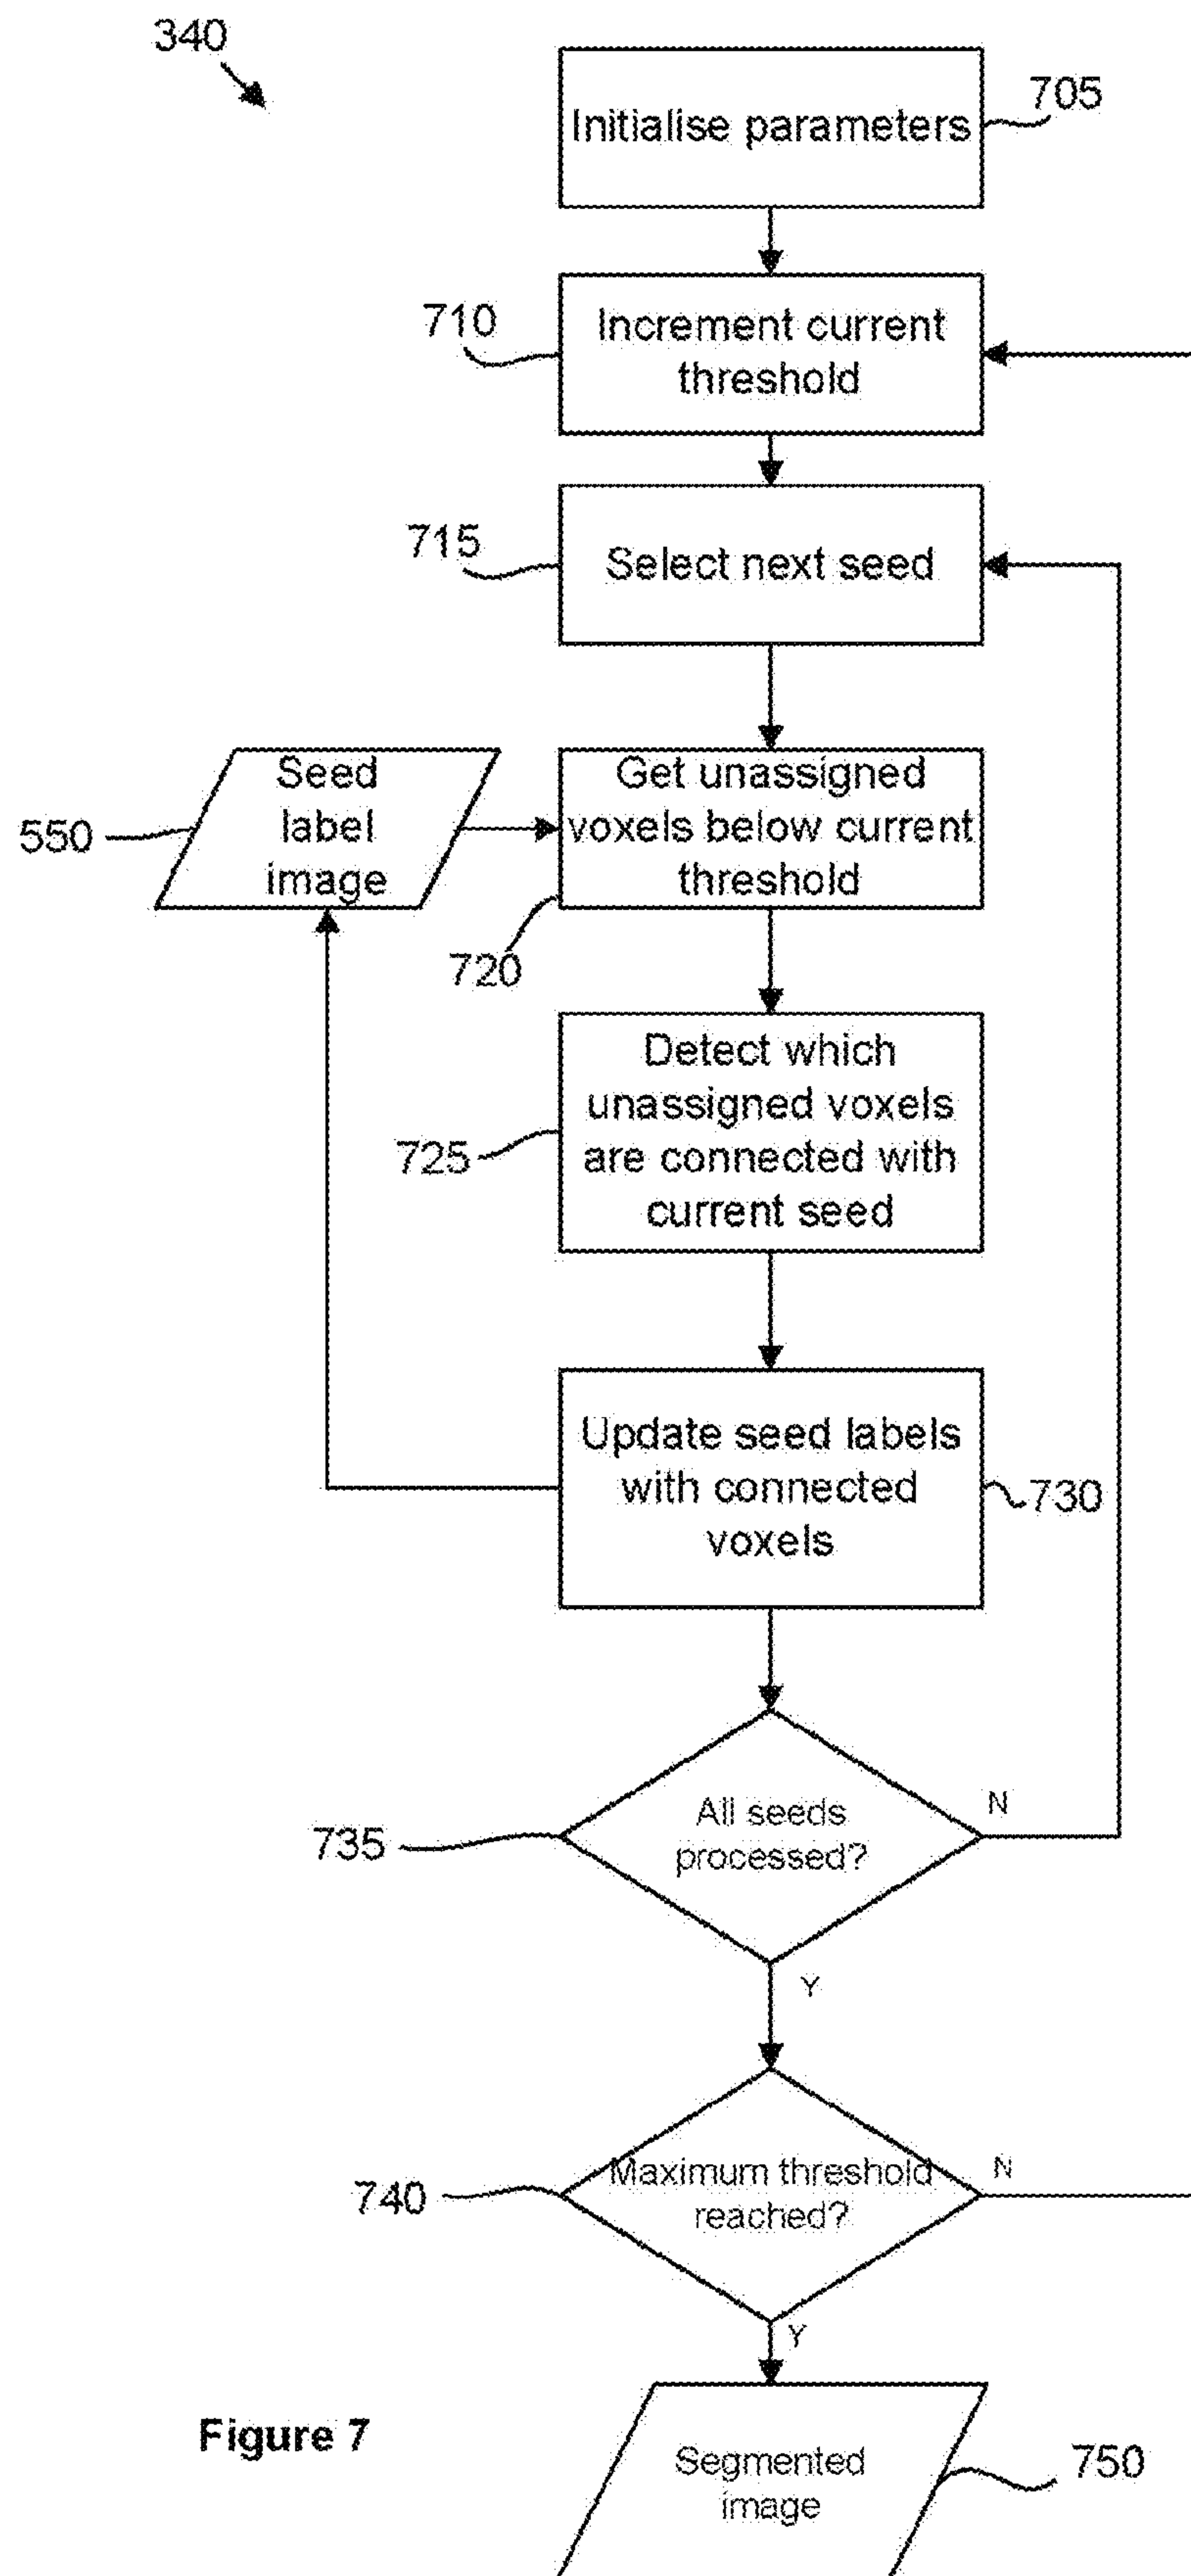 340
Initialise parameters
705
710
Increment current
threshold
715
Select next seed
550
Seed
label
image
Get unassigned
voxels below current
threshold
720
725
Detect which
unassigned voxels
are connected with
current seed
Update seed labels
with connected
voxels
730
735
All seeds
processed?
N
Y
740
Maximum threshold
reached?
N
Y
Figure 7
Segmented
image
750